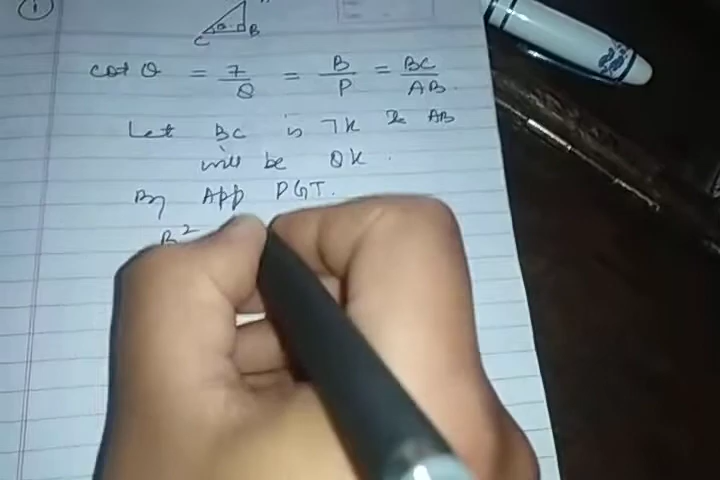 1
C B
cot θ = 7/8 = B/P = BC/AB.
Let BC is 7K & AB
will be 8K.
By App PGT.
B²